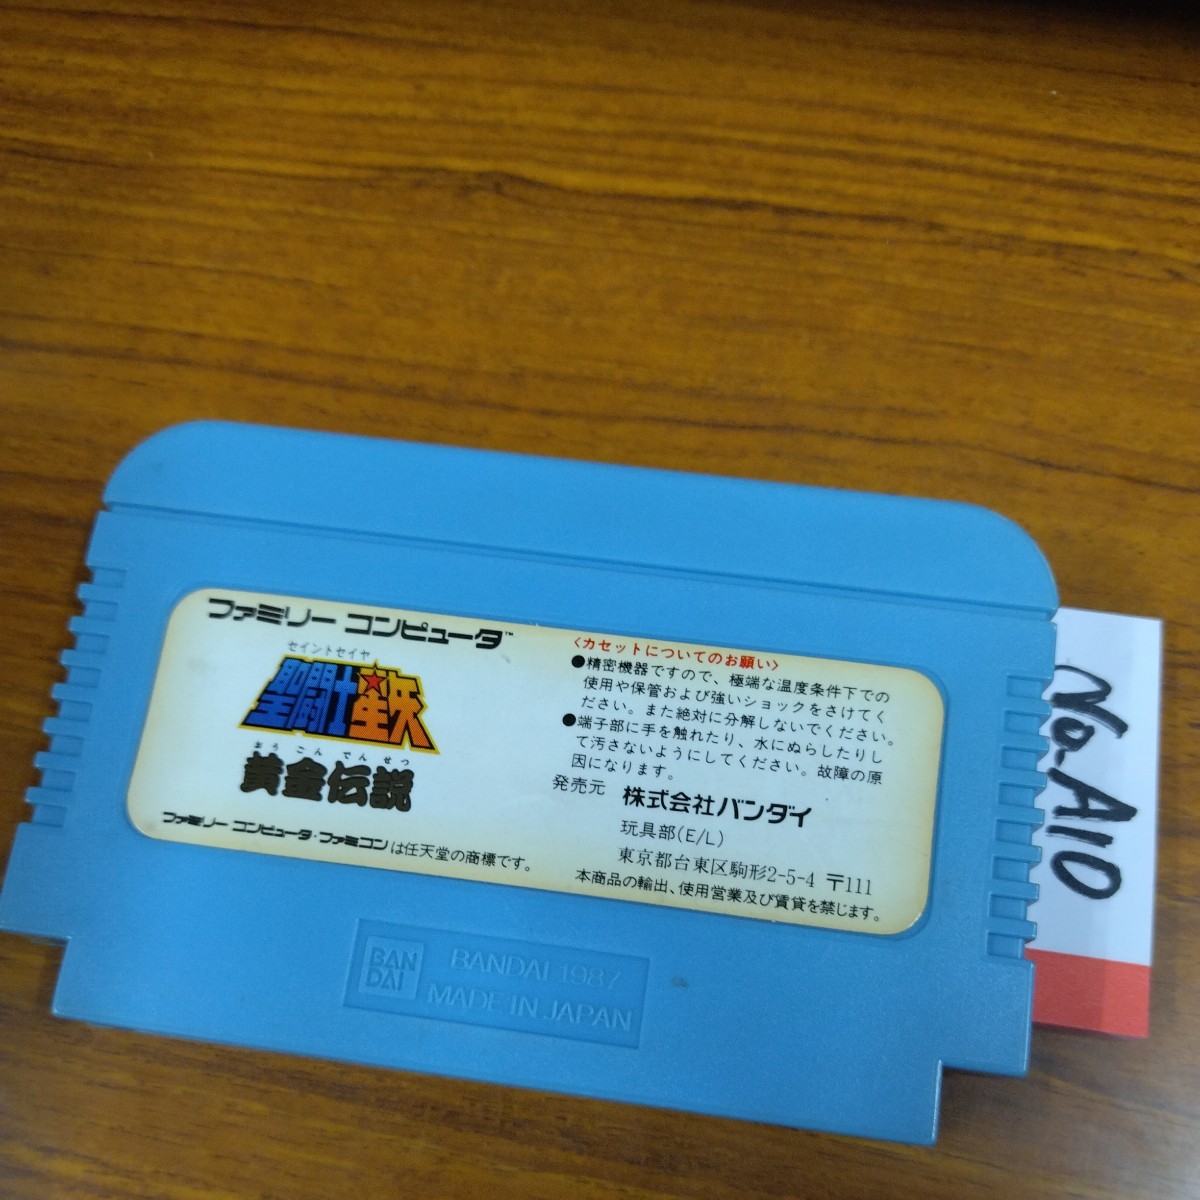 ファミリー コンピュータ™
セイントセイヤ
聖闘士星矢
おうごんでんせつ
黄金伝説
ファミリー コンピュータ・ファミコンは任天堂の商標です。
〈カセットについてのお願い〉
●精密機器ですので、極端な温度条件下での
使用や保管および強いショックをさけてく
ださい。また絶対に分解しないでください。
●端子部に手を触れたり、水にぬらしたりし
て汚さないようにしてください。故障の原
因になります。
発売元 株式会社バンダイ
玩具部(E/L)
東京都台東区駒形2-5-4 〒111
本商品の輸出、使用営業及び賃貸を禁じます。
BAN
DAI
BANDAI 1987
MADE IN JAPAN
No.A10